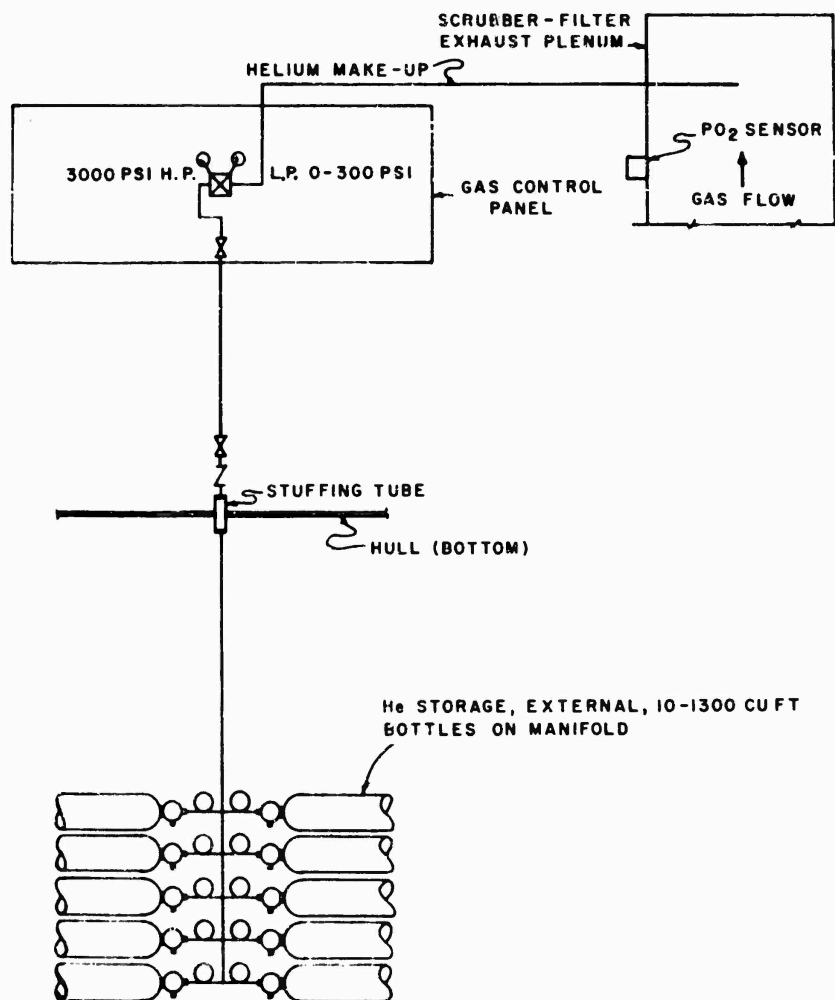 SCRUBBER-FILTER
EXHAUST PLENUM
HELIUM MAKE-UP
PO2 SENSOR
3000 PSI H.P.
L.P. 0-300 PSI
GAS CONTROL
PANEL
GAS FLOW
STUFFING TUBE
HULL (BOTTOM)
He STORAGE, EXTERNAL, 10-1300 CU FT
BOTTLES ON MANIFOLD